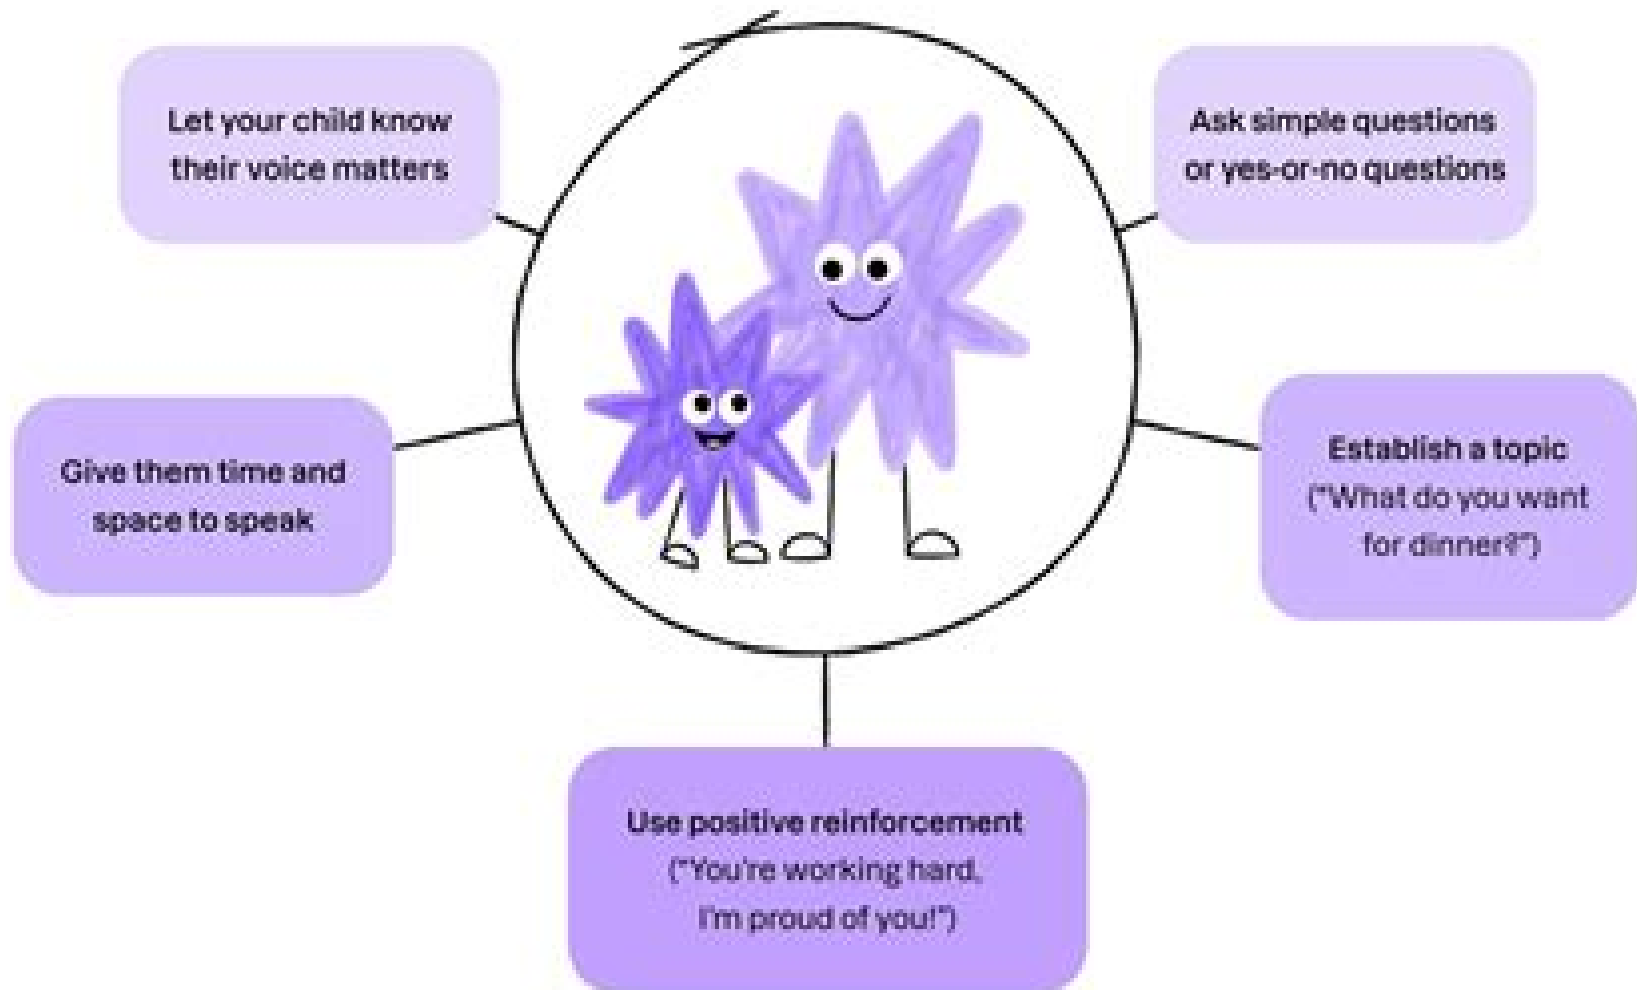 Let your child know
their voice matters
Ask simple questions
or yes-or-no questions
Give them time and
space to speak
Establish a topic
("What do you want
for dinner?")
Use positive reinforcement
("You're working hard,
I'm proud of you!")